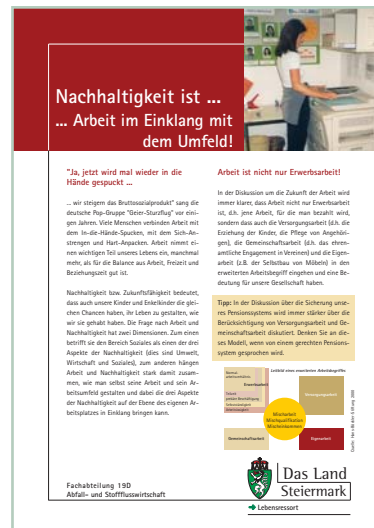 Nachhaltigkeit ist ...
... Arbeit im Einklang mit
dem Umfeld!
"Ja, jetzt wird mal wieder in die
Hände gespuckt ...
... wir steigern das Bruttosozialprodukt" sang die
deutsche Pop-Gruppe "Geier-Sturzflug" vor eini-
gen Jahren. Viele Menschen verbinden Arbeit mit
dem In-die-Hände-Spucken, mit dem Sich-An-
strengen und Hart-Anpacken. Arbeit nimmt ei-
nen wichtigen Teil unseres Lebens ein, manchmal
mehr, als für die Balance aus Arbeit, Freizeit und
Beziehungszeit gut ist.
Nachhaltigkeit bzw. Zukunftsfähigkeit bedeutet,
dass auch unsere Kinder und Enkelkinder die glei-
chen Chancen haben, ihr Leben zu gestalten, wie
wir sie gehabt haben. Die Frage nach Arbeit und
Nachhaltigkeit hat zwei Dimensionen. Zum einen
betrifft sie den Bereich Soziales als einen der drei
Aspekte der Nachhaltigkeit (dies sind Umwelt,
Wirtschaft und Soziales), zum anderen hängen
Arbeit und Nachhaltigkeit stark damit zusam-
men, wie man selbst seine Arbeit und sein Ar-
beitsumfeld gestalten und dabei die drei Aspekte
der Nachhaltigkeit auf der Ebene des eigenen Ar-
beitsplatzes in Einklang bringen kann.
Arbeit ist nicht nur Erwerbsarbeit!
In der Diskussion um die Zukunft der Arbeit wird
immer klarer, dass Arbeit nicht nur Erwerbsarbeit
ist, d.h. jene Arbeit, für die man bezahlt wird,
sondern dass auch die Versorgungsarbeit (d.h. die
Erziehung der Kinder, die Pflege von Angehöri-
gen), die Gemeinschaftsarbeit (d.h. das ehren-
amtliche Engagement in Vereinen) und die Eigen-
arbeit (z.B. der Selbstbau von Möbeln) in den
erweiterten Arbeitsbegriff eingehen und eine Be-
deutung für unsere Gesellschaft haben.
Tipp: In der Diskussion über die Sicherung unse-
res Pensionssystems wird immer stärker über die
Berücksichtigung von Versorgungsarbeit und Ge-
meinschaftsarbeit diskutiert. Denken Sie an die-
ses Modell, wenn von einem gerechten Pensions-
system gesprochen wird.
Leitbild eines erweiterten Arbeitsbegriffs
Erwerbsarbeit
Versorgungsarbeit
Mischarbeit
Mischqualifikation
Mischeinkommen
Gemeinschaftsarbeit
Eigenarbeit
Fachabteilung 19D
Abfall- und Stoffflusswirtschaft
Das Land
Steiermark
Lebensressort